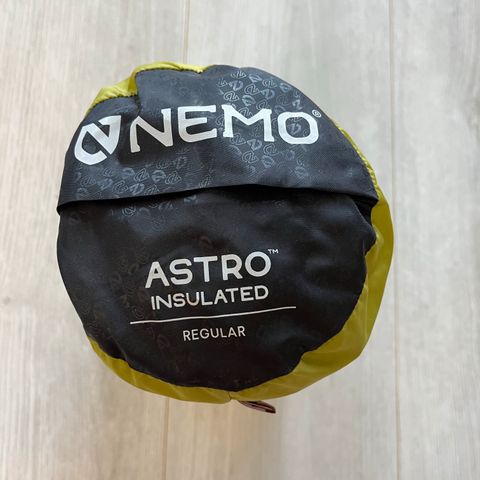 NEMO®
ASTRO™
INSULATED
REGULAR